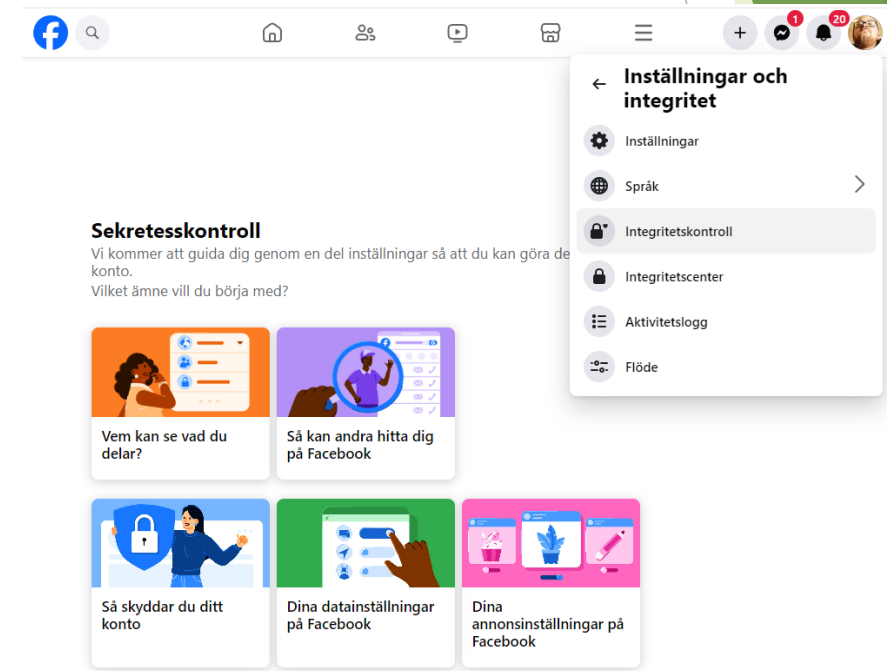 1
20
Inställningar och
integritet
Inställningar
Språk
Integritetskontroll
Integritetscenter
Aktivitetslogg
Flöde
Sekretesskontroll
Vi kommer att guida dig genom en del inställningar så att du kan göra de
konto.
Vilket ämne vill du börja med?
Vem kan se vad du
delar?
Så kan andra hitta dig
på Facebook
Så skyddar du ditt
konto
Dina datainställningar
på Facebook
Dina
annonsinställningar på
Facebook